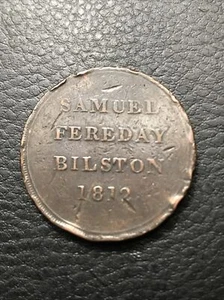 SAMUEL
FEREDAY
BILSTON
1812